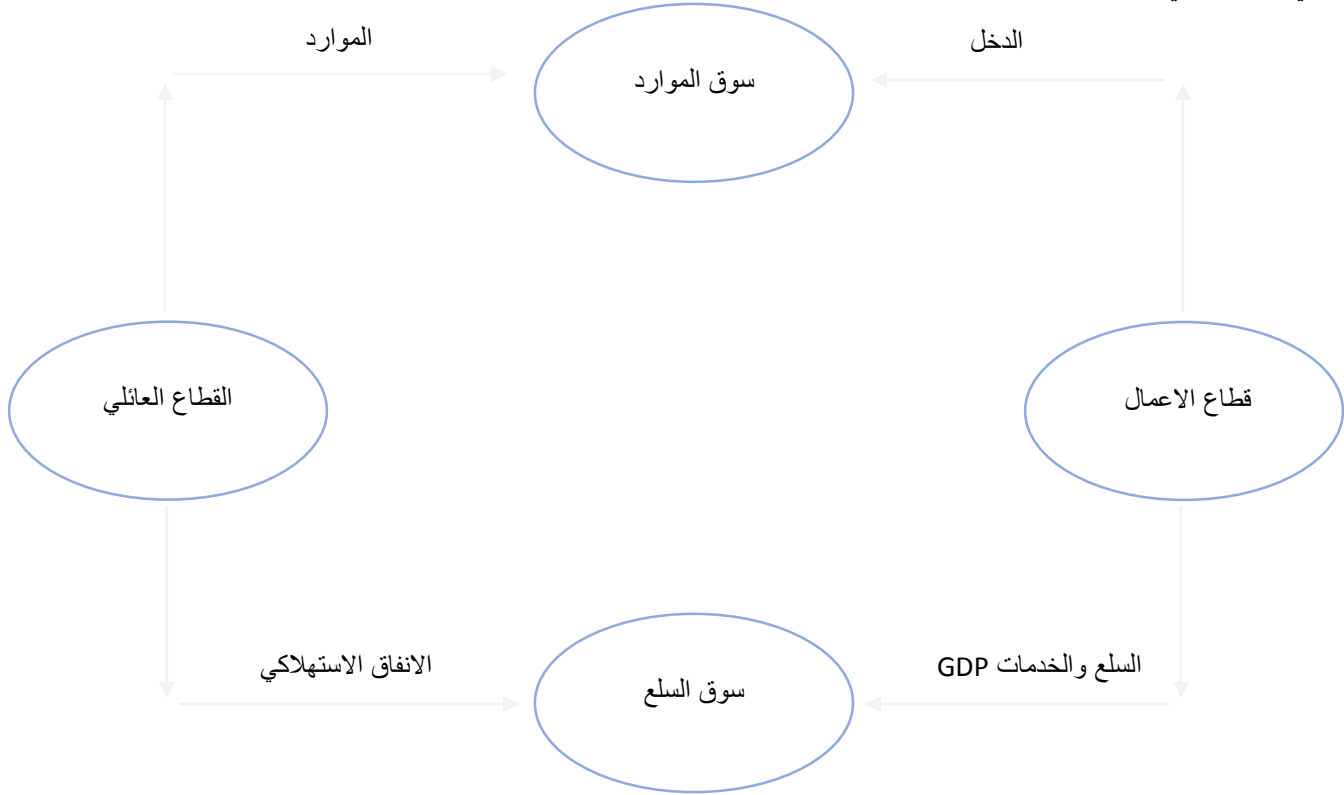 الدخل
الموارد
سوق الموارد
قطاع الاعمال
القطاع العائلي
السلع والخدمات GDP
الانفاق الاستهلاكي
سوق السلع